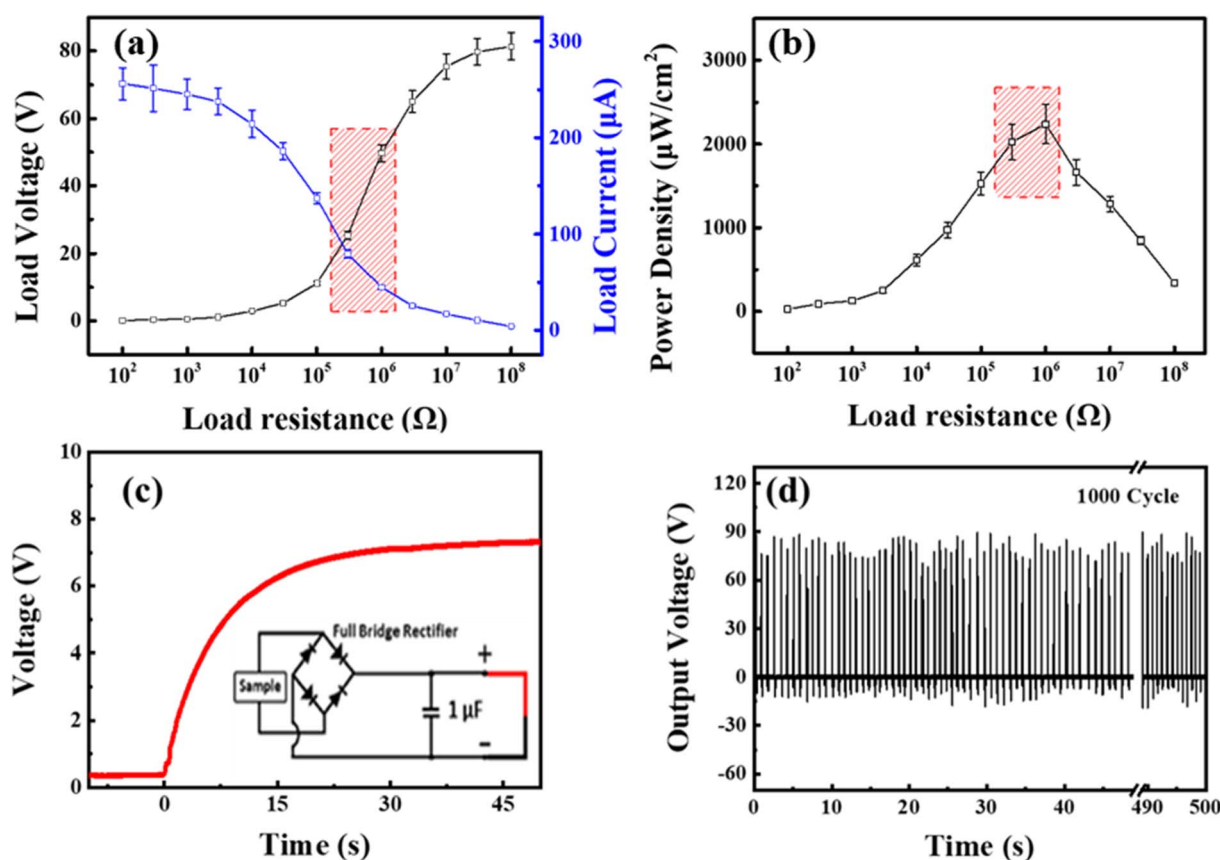 (a)
Load Voltage (V)
80
60
40
20
0
Load Current (µA)
300
200
100
0
10² 10³ 10⁴ 10⁵ 10⁶ 10⁷ 10⁸
Load resistance (Ω)
(b)
Power Density (µW/cm²)
3000
2000
1000
0
10² 10³ 10⁴ 10⁵ 10⁶ 10⁷ 10⁸
Load resistance (Ω)
(c)
Voltage (V)
10
8
6
4
2
0
Full Bridge Rectifier
Sample
+
1 µF
−
0 15 30 45
Time (s)
(d)
1000 Cycle
Output Voltage (V)
120
90
60
30
0
-30
-60
0 10 20 30 40 490 500
Time (s)